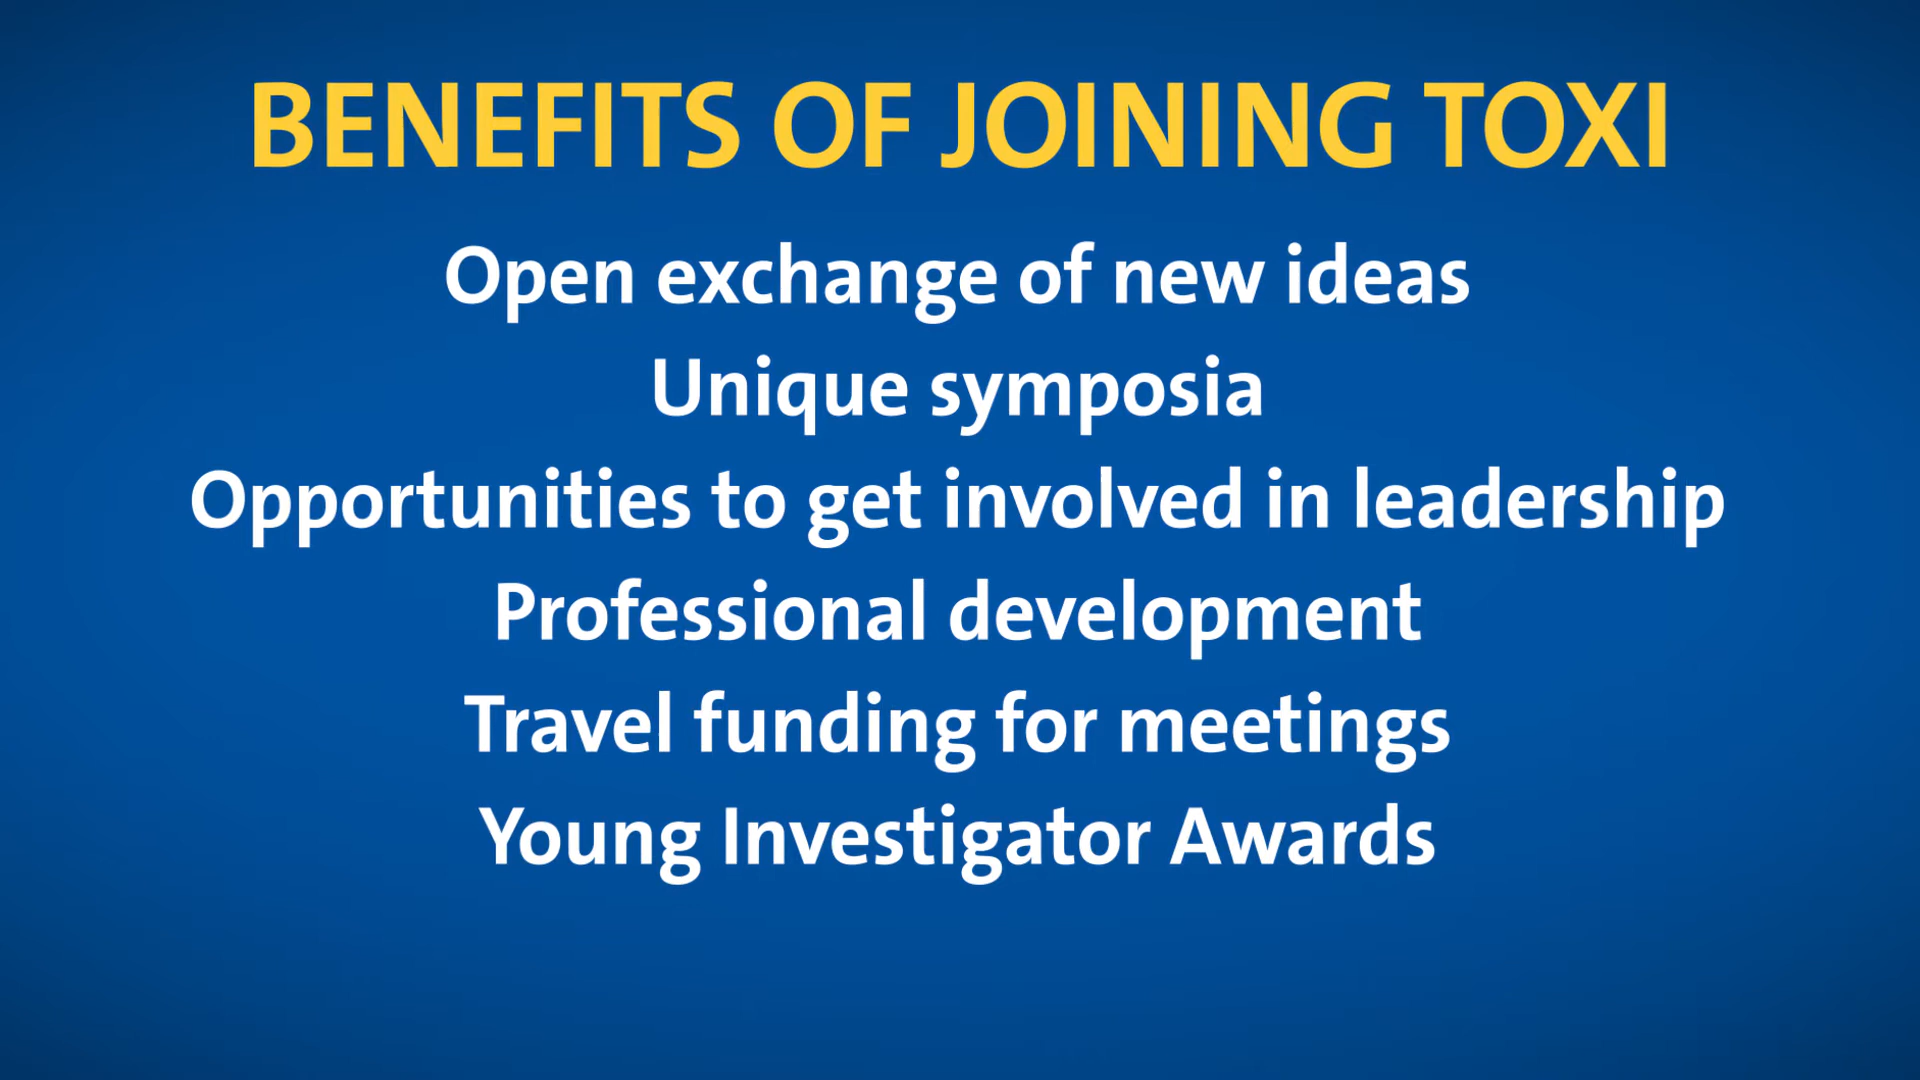 BENEFITS OF JOINING TOXI
Open exchange of new ideas
Unique symposia
Opportunities to get involved in leadership
Professional development
Travel funding for meetings
Young Investigator Awards